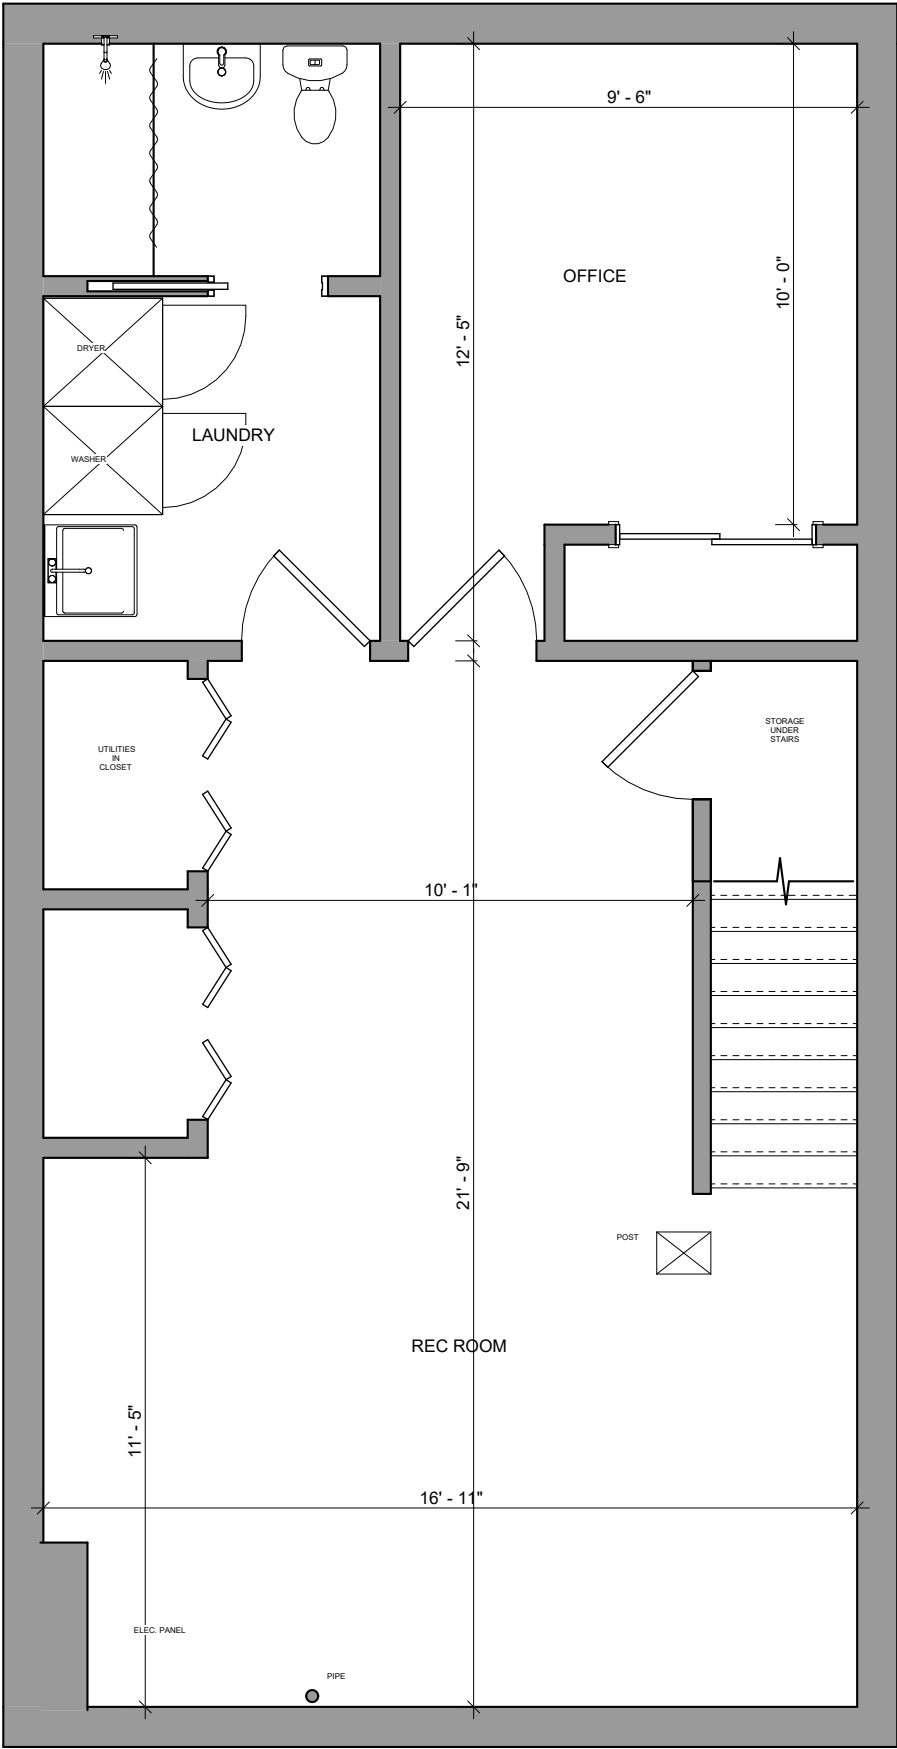 9' - 6"
OFFICE
10' - 0"
12' - 5"
DRYER
LAUNDRY
WASHER
STORAGE
UNDER
STAIRS
UTILITIES
IN
CLOSET
10' - 1"
21' - 9"
POST
REC ROOM
11' - 5"
16' - 11"
ELEC. PANEL
PIPE